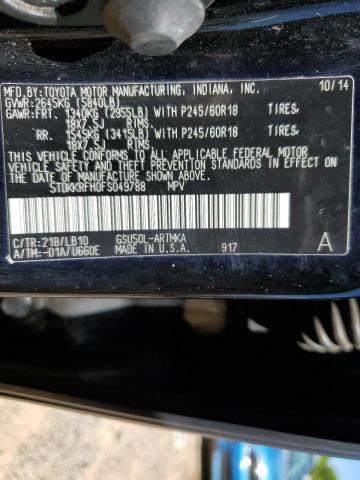 MFD.BY:TOYOTA MOTOR MANUFACTURING, INDIANA, INC. 10/14
GVWR:2645KG (5840LB)
GAWR:FRT. 1340KG (2955LB) WITH P245/60R18 TIRES,
18X7.5J RIMS,
RR. 1545KG (3415LB) WITH P245/60R18 TIRES,
18X7.5J RIMS,
THIS VEHICLE CONFORMS TO ALL APPLICABLE FEDERAL MOTOR
VEHICLE SAFETY AND THEFT PREVENTION STANDARDS IN EFFECT
ON THE DATE OF MANUFACTURE SHOWN ABOVE.
5TDKKRFH0FS049788 MPV
C/TR:21B/LB10 GSU50L-ARTMKA
A/TM:-01A/U660E MADE IN U.S.A. 917 A